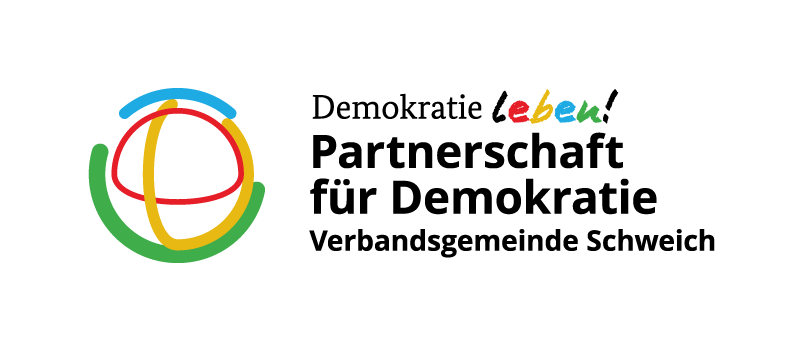 Demokratie leben!
Partnerschaft
für Demokratie
Verbandsgemeinde Schweich